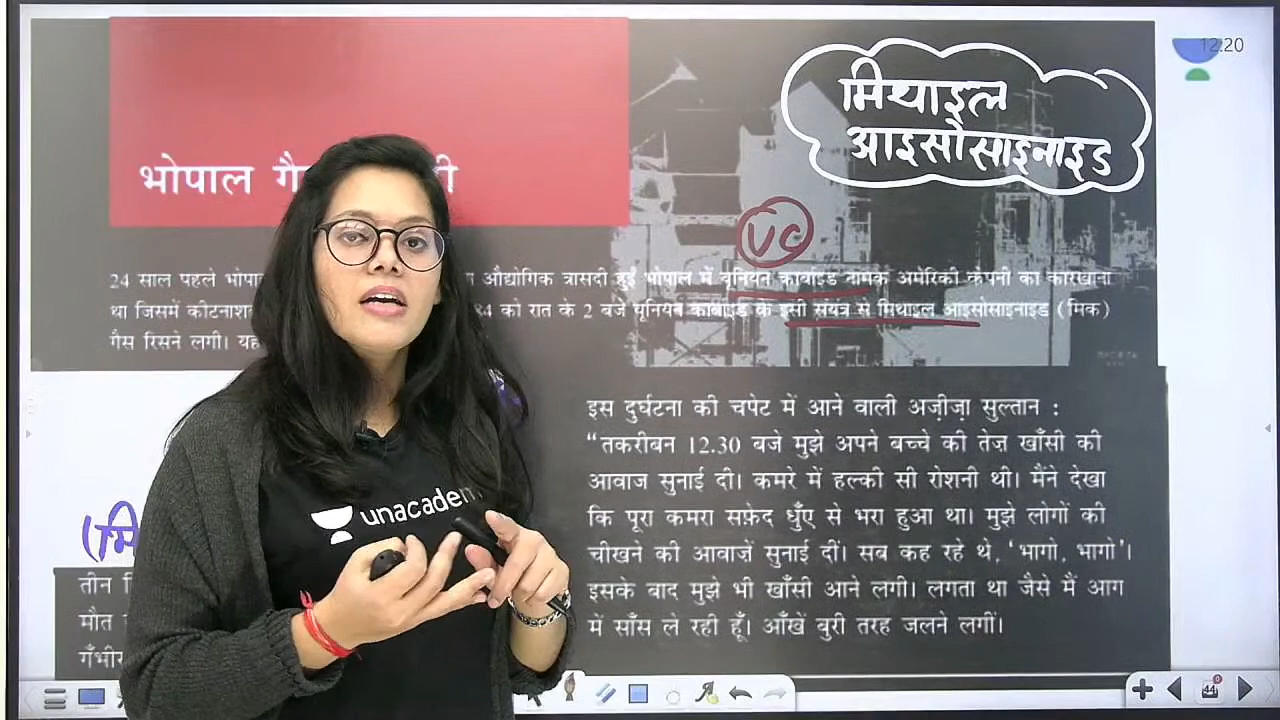 12:20
मिथाइल
आइसोसाइनाइड
भोपाल गै ी
UC
24 साल पहले भोपा औद्योगिक त्रासदी हुई भोपाल में यूनियन कार्बाइड नामक अमेरिकी कंपनी का कारखाना
था जिसमें कीटनाश 84 को रात के 2 बजे यूनियन कार्बाइड के इसी संयंत्र से मिथाइल आइसोसाइनाइड (मिक)
गैस रिसने लगी। यह
इस दुर्घटना की चपेट में आने वाली अज़ीज़ा सुल्तान :
“तकरीबन 12.30 बजे मुझे अपने बच्चे की तेज़ खाँसी की
आवाज सुनाई दी। कमरे में हल्की सी रोशनी थी। मैंने देखा
कि पूरा कमरा सफ़ेद धुँए से भरा हुआ था। मुझे लोगों की
चीखने की आवाज़ें सुनाई दीं। सब कह रहे थे, ‘भागो, भागो’।
इसके बाद मुझे भी खाँसी आने लगी। लगता था जैसे मैं आग
में साँस ले रही हूँ। आँखें बुरी तरह जलने लगीं।
(मि
तीन
मौत
गँभीर
unacadem
44